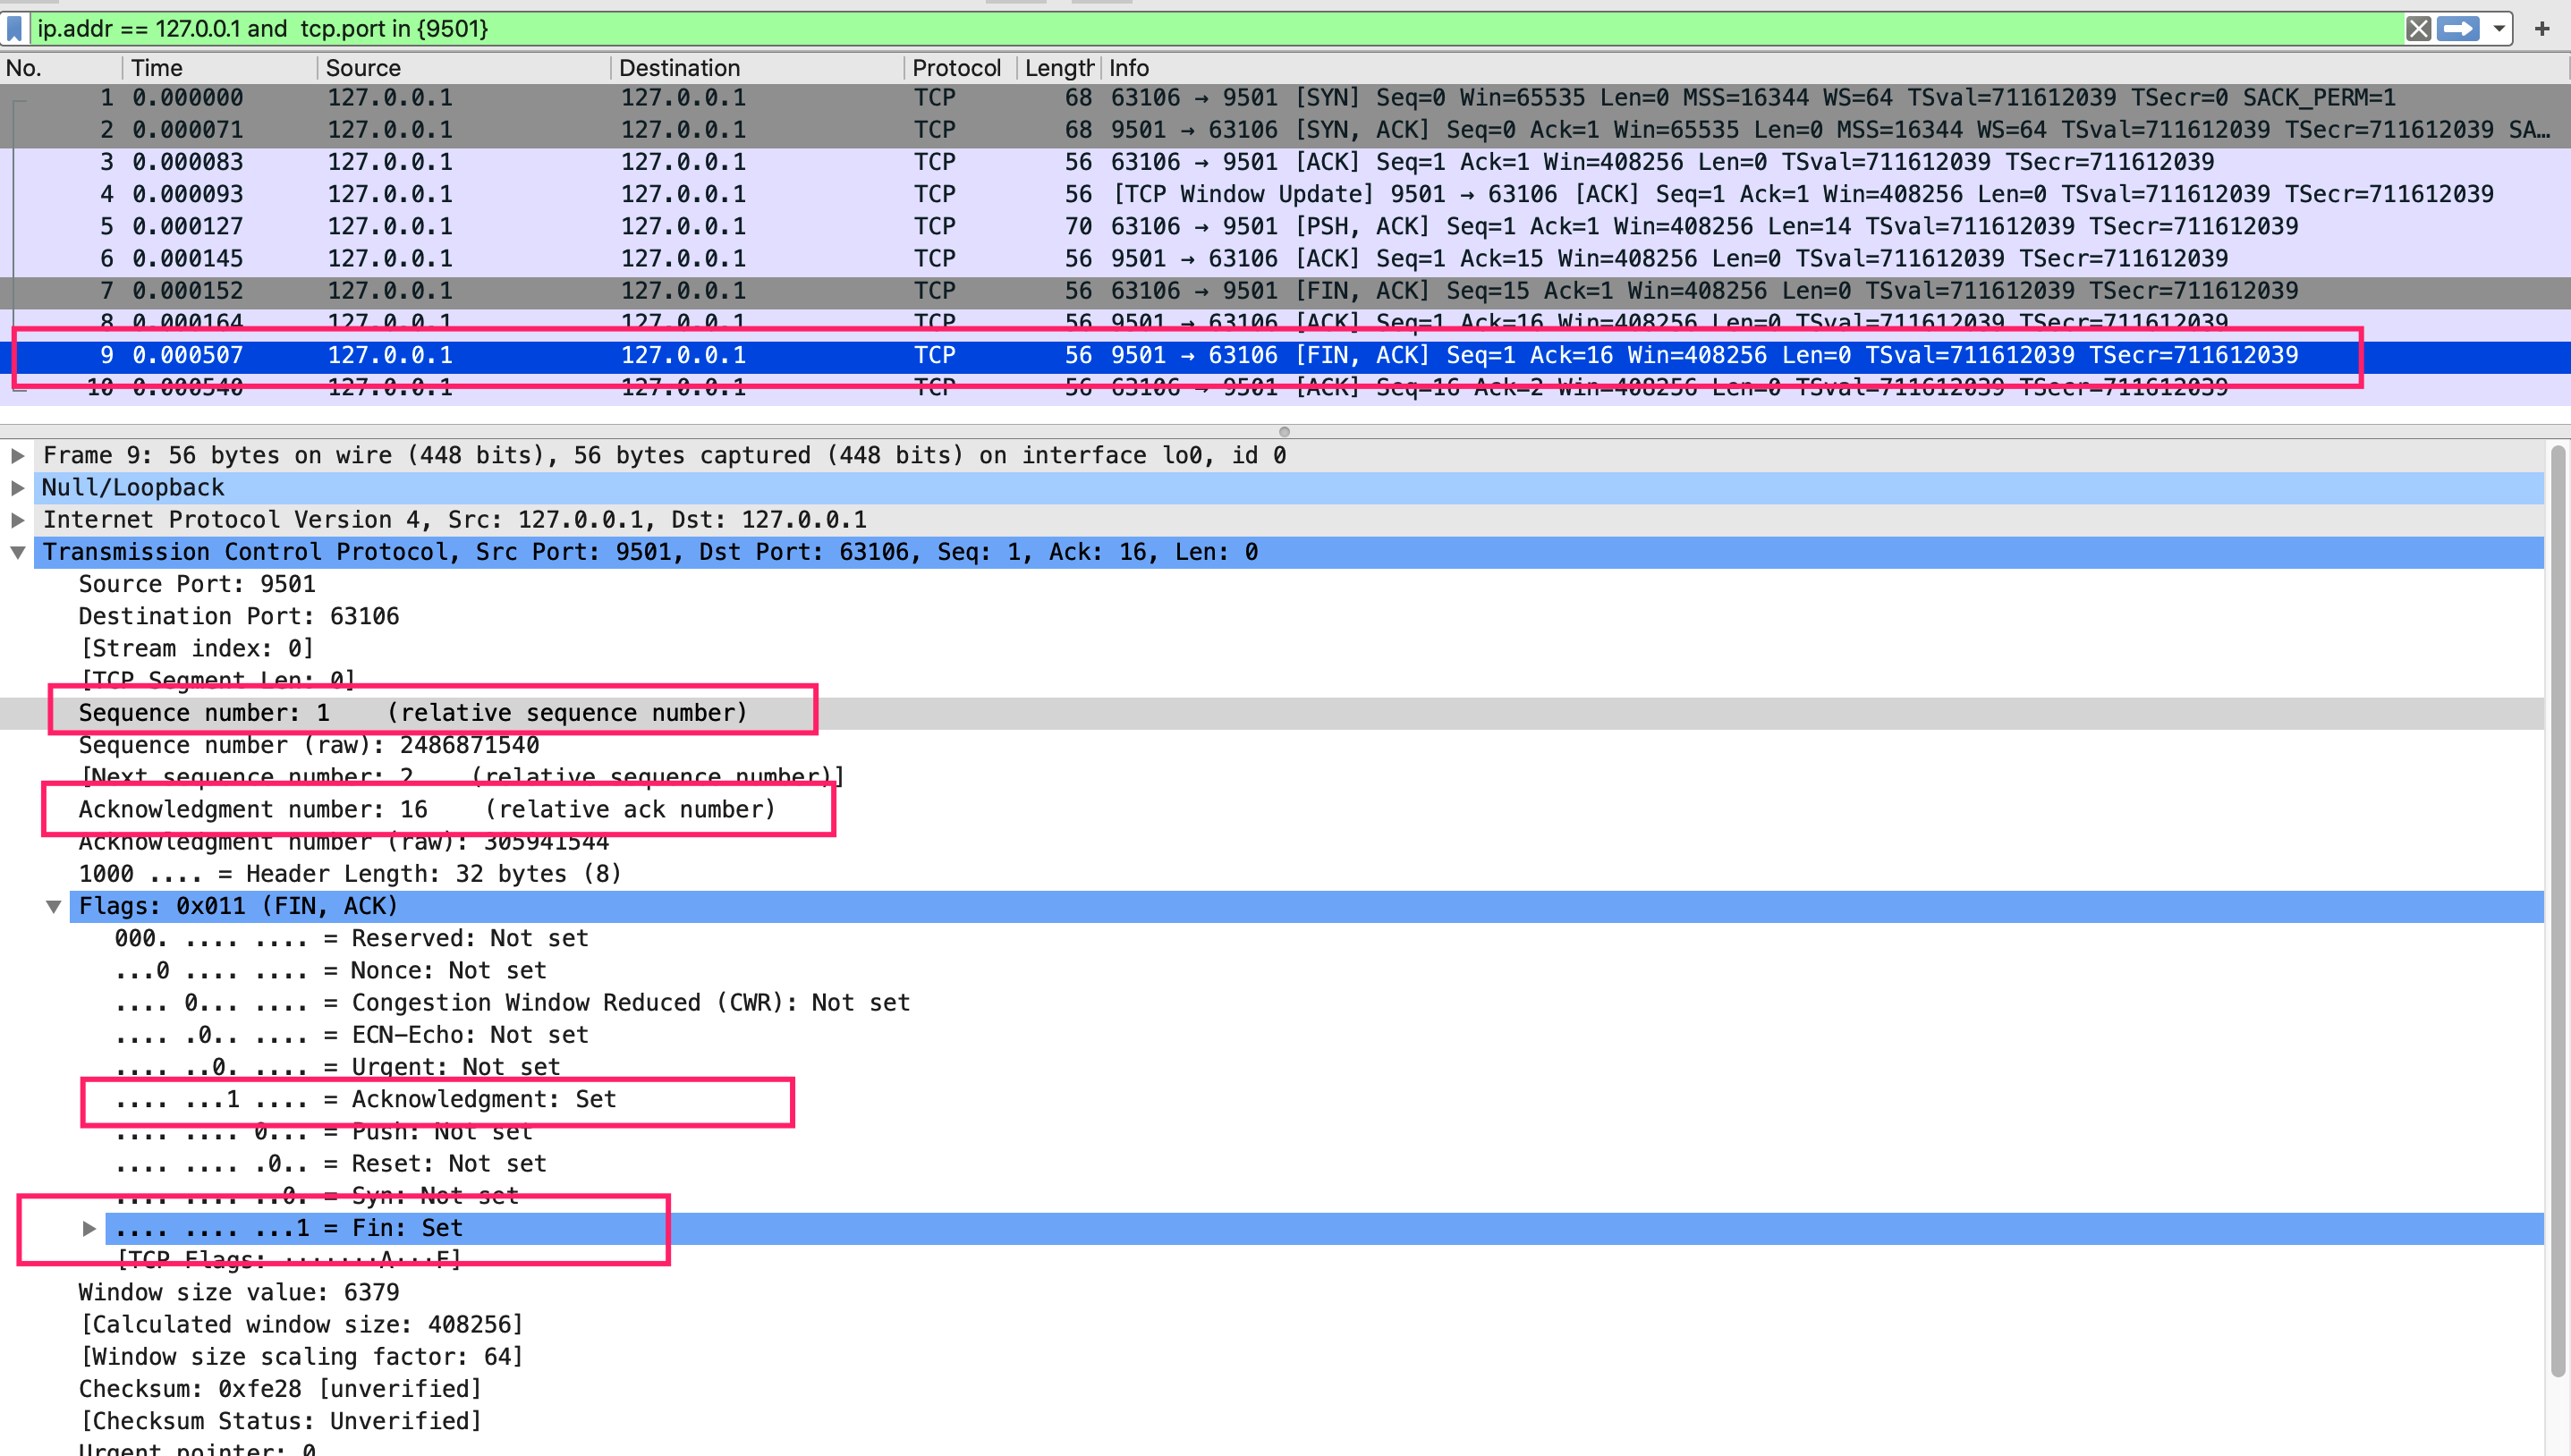 ip.addr == 127.0.0.1 and  tcp.port in {9501}
No. Time Source Destination Protocol Length Info
1 0.000000 127.0.0.1 127.0.0.1 TCP 68 63106 → 9501 [SYN] Seq=0 Win=65535 Len=0 MSS=16344 WS=64 TSval=711612039 TSecr=0 SACK_PERM=1
2 0.000071 127.0.0.1 127.0.0.1 TCP 68 9501 → 63106 [SYN, ACK] Seq=0 Ack=1 Win=65535 Len=0 MSS=16344 WS=64 TSval=711612039 TSecr=711612039 SA…
3 0.000083 127.0.0.1 127.0.0.1 TCP 56 63106 → 9501 [ACK] Seq=1 Ack=1 Win=408256 Len=0 TSval=711612039 TSecr=711612039
4 0.000093 127.0.0.1 127.0.0.1 TCP 56 [TCP Window Update] 9501 → 63106 [ACK] Seq=1 Ack=1 Win=408256 Len=0 TSval=711612039 TSecr=711612039
5 0.000127 127.0.0.1 127.0.0.1 TCP 70 63106 → 9501 [PSH, ACK] Seq=1 Ack=1 Win=408256 Len=14 TSval=711612039 TSecr=711612039
6 0.000145 127.0.0.1 127.0.0.1 TCP 56 9501 → 63106 [ACK] Seq=1 Ack=15 Win=408256 Len=0 TSval=711612039 TSecr=711612039
7 0.000152 127.0.0.1 127.0.0.1 TCP 56 63106 → 9501 [FIN, ACK] Seq=15 Ack=1 Win=408256 Len=0 TSval=711612039 TSecr=711612039
8 0.000164 127.0.0.1 127.0.0.1 TCP 56 9501 → 63106 [ACK] Seq=1 Ack=16 Win=408256 Len=0 TSval=711612039 TSecr=711612039
9 0.000507 127.0.0.1 127.0.0.1 TCP 56 9501 → 63106 [FIN, ACK] Seq=1 Ack=16 Win=408256 Len=0 TSval=711612039 TSecr=711612039
10 0.000540 127.0.0.1 127.0.0.1 TCP 56 63106 → 9501 [ACK] Seq=16 Ack=2 Win=408256 Len=0 TSval=711612039 TSecr=711612039
Frame 9: 56 bytes on wire (448 bits), 56 bytes captured (448 bits) on interface lo0, id 0
Null/Loopback
Internet Protocol Version 4, Src: 127.0.0.1, Dst: 127.0.0.1
Transmission Control Protocol, Src Port: 9501, Dst Port: 63106, Seq: 1, Ack: 16, Len: 0
Source Port: 9501
Destination Port: 63106
[Stream index: 0]
[TCP Segment Len: 0]
Sequence number: 1    (relative sequence number)
Sequence number (raw): 2486871540
[Next sequence number: 2    (relative sequence number)]
Acknowledgment number: 16    (relative ack number)
Acknowledgment number (raw): 305941544
1000 .... = Header Length: 32 bytes (8)
Flags: 0x011 (FIN, ACK)
000. .... .... = Reserved: Not set
...0 .... .... = Nonce: Not set
.... 0... .... = Congestion Window Reduced (CWR): Not set
.... .0.. .... = ECN-Echo: Not set
.... ..0. .... = Urgent: Not set
.... ...1 .... = Acknowledgment: Set
.... .... 0... = Push: Not set
.... .... .0.. = Reset: Not set
.... .... ..0. = Syn: Not set
.... .... ...1 = Fin: Set
[TCP Flags: ·······A···F]
Window size value: 6379
[Calculated window size: 408256]
[Window size scaling factor: 64]
Checksum: 0xfe28 [unverified]
[Checksum Status: Unverified]
Urgent pointer: 0